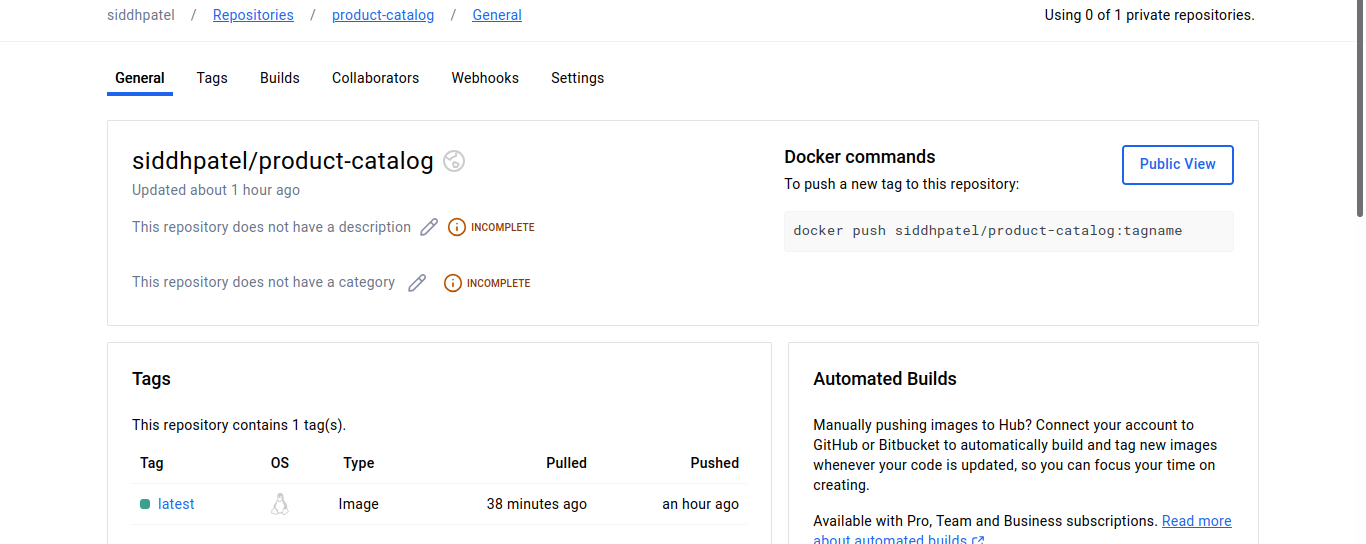 siddhpatel / Repositories / product-catalog / General
Using 0 of 1 private repositories.
General Tags Builds Collaborators Webhooks Settings
siddhpatel/product-catalog
Updated about 1 hour ago
This repository does not have a description INCOMPLETE
This repository does not have a category INCOMPLETE
Docker commands
Public View
To push a new tag to this repository:
docker push siddhpatel/product-catalog:tagname
Tags
This repository contains 1 tag(s).
Tag OS Type Pulled Pushed
latest Image 38 minutes ago an hour ago
Automated Builds
Manually pushing images to Hub? Connect your account to
GitHub or Bitbucket to automatically build and tag new images
whenever your code is updated, so you can focus your time on
creating.
Available with Pro, Team and Business subscriptions. Read more
about automated builds